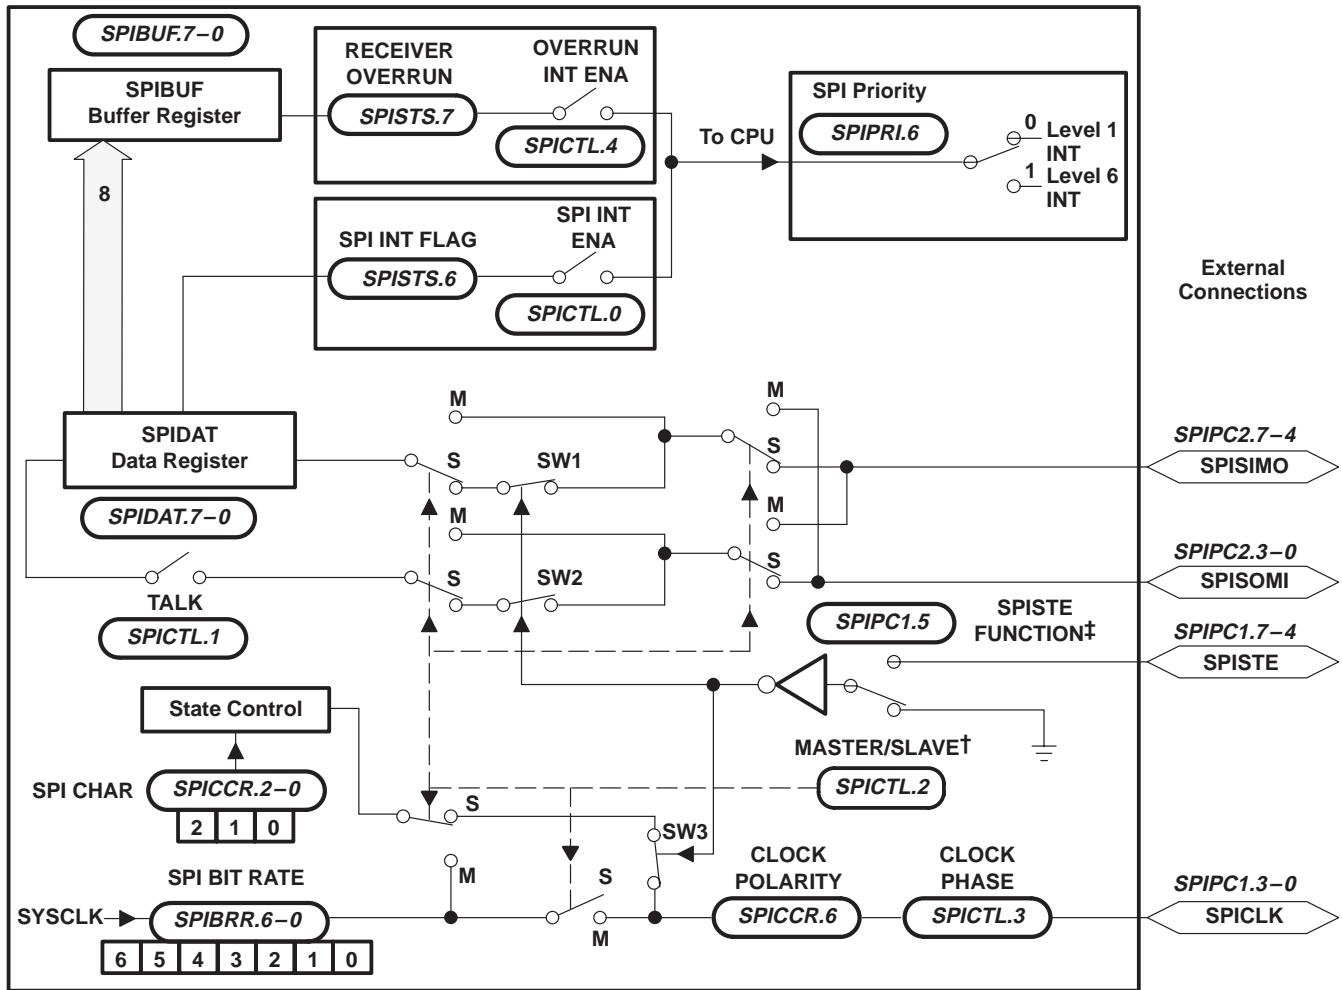 SPIBUF.7–0
SPIBUF
Buffer Register
8
RECEIVER
OVERRUN
SPISTS.7
OVERRUN
INT ENA
SPICTL.4
To CPU
SPI Priority
SPIPRI.6
0
Level 1
INT
1
Level 6
INT
SPI INT FLAG
SPISTS.6
SPI INT
ENA
SPICTL.0
External
Connections
SPIDAT
Data Register
SPIDAT.7–0
M
S
SW1
M
S
SW2
M
S
M
S
SPIPC2.7–4
SPISIMO
SPIPC2.3–0
SPISOMI
TALK
SPICTL.1
SPIPC1.5
SPISTE
FUNCTION‡
SPIPC1.7–4
SPISTE
State Control
MASTER/SLAVE†
SPICTL.2
SPI CHAR
SPICCR.2–0
2 1 0
S
M
SW3
SPI BIT RATE
SYSCLK
SPIBRR.6–0
6 5 4 3 2 1 0
S
M
CLOCK
POLARITY
SPICCR.6
CLOCK
PHASE
SPICTL.3
SPIPC1.3–0
SPICLK